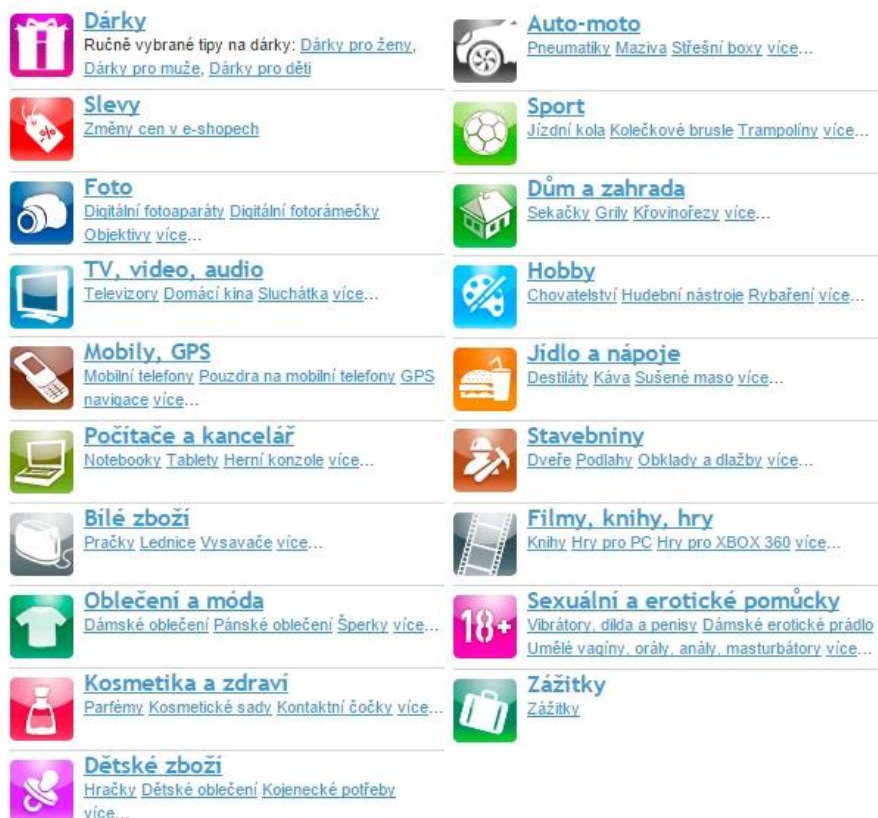 Dárky
Ručně vybrané tipy na dárky: Dárky pro ženy,
Dárky pro muže, Dárky pro děti
Slevy
Změny cen v e-shopech
Foto
Digitální fotoaparáty Digitální fotorámečky
Objektivy více...
TV, video, audio
Televizory Domácí kina Sluchátka více...
Mobily, GPS
Mobilní telefony Pouzdra na mobilní telefony GPS
navigace více...
Počítače a kancelář
Notebooky Tablety Herní konzole více...
Bílé zboží
Pračky Lednice Vysavače více...
Oblečení a móda
Dámské oblečení Pánské oblečení Šperky více...
Kosmetika a zdraví
Parfémy Kosmetické sady Kontaktní čočky více...
Dětské zboží
Hračky Dětské oblečení Kojenecké potřeby
více...
Auto-moto
Pneumatiky Maziva Střešní boxy více...
Sport
Jízdní kola Kolečkové brusle Trampolíny více...
Dům a zahrada
Sekačky Grily Křovinořezy více...
Hobby
Chovatelství Hudební nástroje Rybaření více...
Jídlo a nápoje
Destiláty Káva Sušené maso více...
Stavebniny
Dveře Podlahy Obklady a dlažby více...
Filmy, knihy, hry
Knihy Hry pro PC Hry pro XBOX 360 více...
18+
Sexuální a erotické pomůcky
Vibrátory, dilda a penisy Dámské erotické prádlo
Umělé vagíny, orály, anály, masturbátory více...
Zážitky
Zážitky